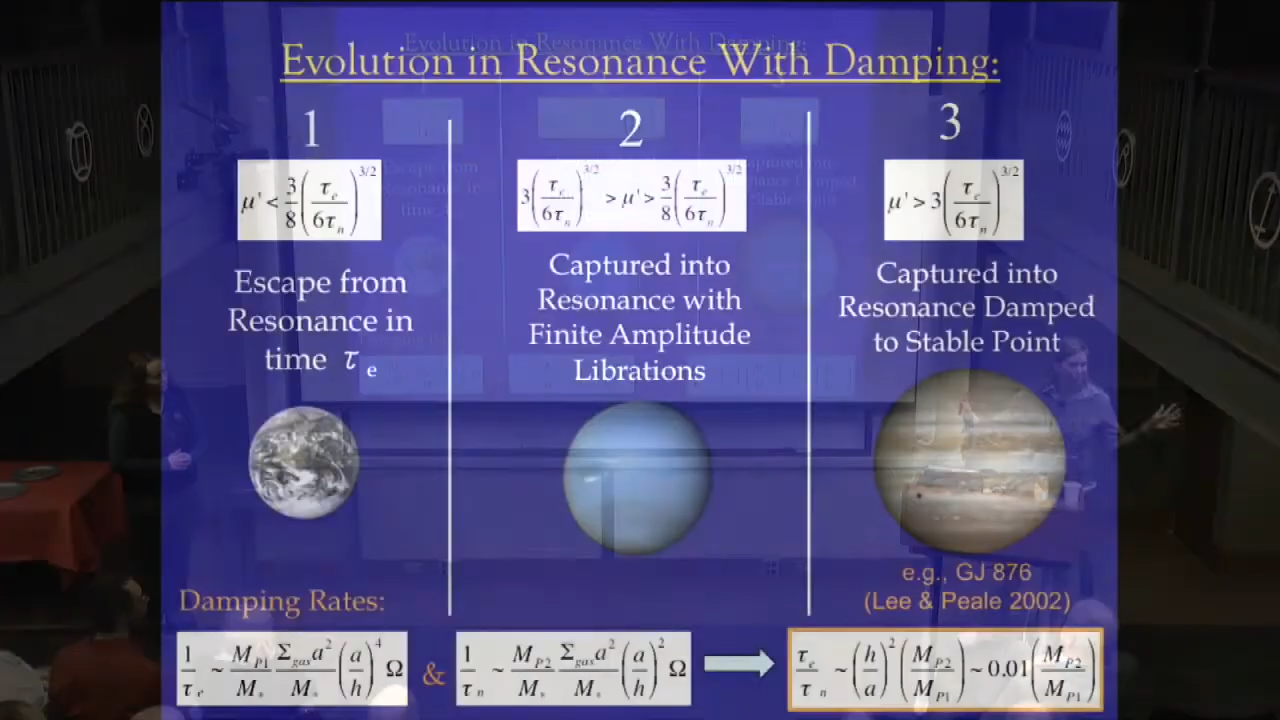 Evolution in Resonance With Damping:
1
μ' < 3/8 (τe/6τn)^3/2
Escape from
Resonance in
time τe
2
3(τe/6τn)^3/2 > μ' > 3/8 (τe/6τn)^3/2
Captured into
Resonance with
Finite Amplitude
Librations
3
μ' > 3(τe/6τn)^3/2
Captured into
Resonance Damped
to Stable Point
e.g., GJ 876
(Lee & Peale 2002)
Damping Rates:
1/τe ~ MP1/M* Σgas a²/M* (a/h)^4 Ω & 1/τn ~ MP2/M* Σgas a²/M* (a/h)^2 Ω
τe/τn ~ (h/a)^2 (MP2/MP1) ~ 0.01 (MP2/MP1)